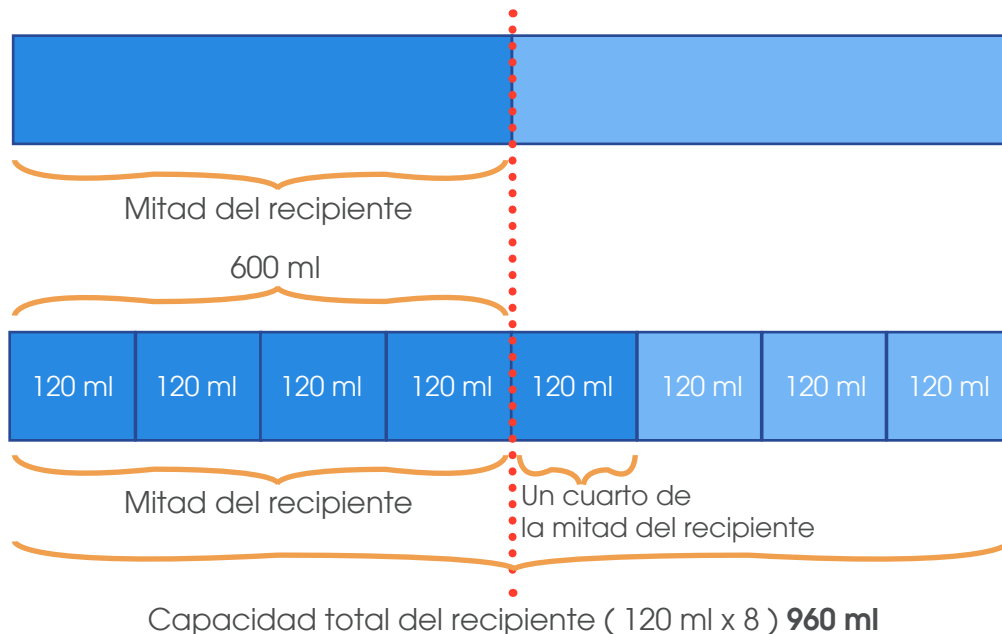 Mitad del recipiente
600 ml
120 ml 120 ml 120 ml 120 ml 120 ml 120 ml 120 ml 120 ml
Mitad del recipiente
Un cuarto de
la mitad del recipiente
Capacidad total del recipiente ( 120 ml x 8 ) 960 ml